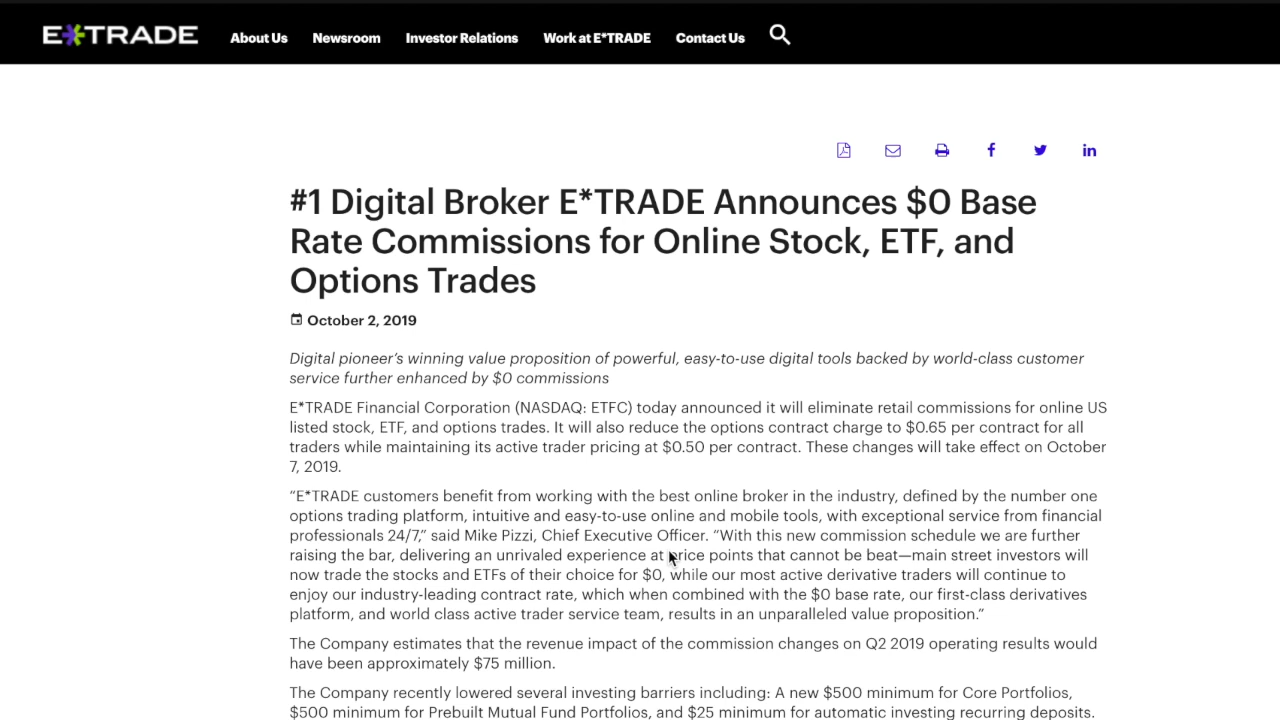 E*TRADE About Us Newsroom Investor Relations Work at E*TRADE Contact Us
#1 Digital Broker E*TRADE Announces $0 Base
Rate Commissions for Online Stock, ETF, and
Options Trades
October 2, 2019
Digital pioneer’s winning value proposition of powerful, easy-to-use digital tools backed by world-class customer
service further enhanced by $0 commissions
E*TRADE Financial Corporation (NASDAQ: ETFC) today announced it will eliminate retail commissions for online US
listed stock, ETF, and options trades. It will also reduce the options contract charge to $0.65 per contract for all
traders while maintaining its active trader pricing at $0.50 per contract. These changes will take effect on October
7, 2019.
“E*TRADE customers benefit from working with the best online broker in the industry, defined by the number one
options trading platform, intuitive and easy-to-use online and mobile tools, with exceptional service from financial
professionals 24/7,” said Mike Pizzi, Chief Executive Officer. “With this new commission schedule we are further
raising the bar, delivering an unrivaled experience at price points that cannot be beat—main street investors will
now trade the stocks and ETFs of their choice for $0, while our most active derivative traders will continue to
enjoy our industry-leading contract rate, which when combined with the $0 base rate, our first-class derivatives
platform, and world class active trader service team, results in an unparalleled value proposition.”
The Company estimates that the revenue impact of the commission changes on Q2 2019 operating results would
have been approximately $75 million.
The Company recently lowered several investing barriers including: A new $500 minimum for Core Portfolios,
$500 minimum for Prebuilt Mutual Fund Portfolios, and $25 minimum for automatic investing recurring deposits.